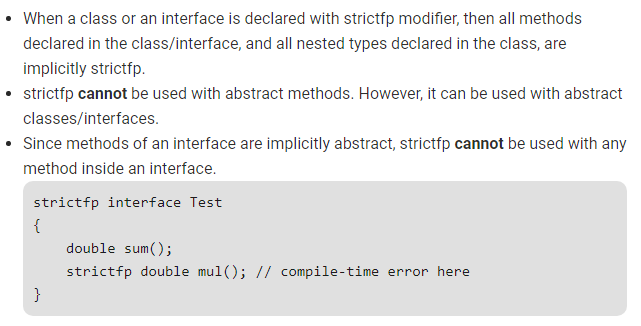 • When a class or an interface is declared with strictfp modifier, then all methods
declared in the class/interface, and all nested types declared in the class, are
implicitly strictfp.
• strictfp cannot be used with abstract methods. However, it can be used with abstract
classes/interfaces.
• Since methods of an interface are implicitly abstract, strictfp cannot be used with any
method inside an interface.
strictfp interface Test
{
    double sum();
    strictfp double mul(); // compile-time error here
}